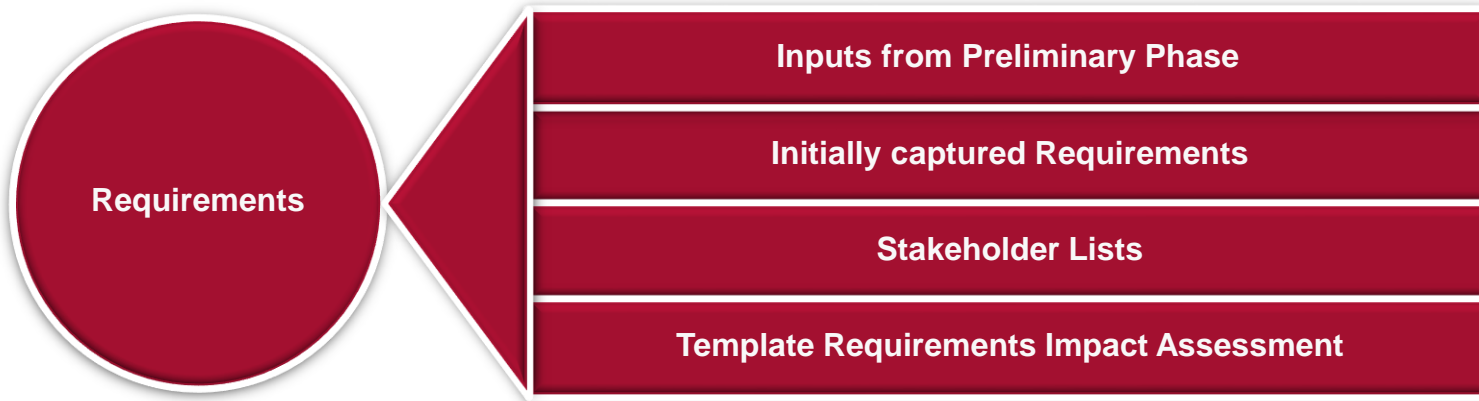 Requirements
Inputs from Preliminary Phase
Initially captured Requirements
Stakeholder Lists
Template Requirements Impact Assessment